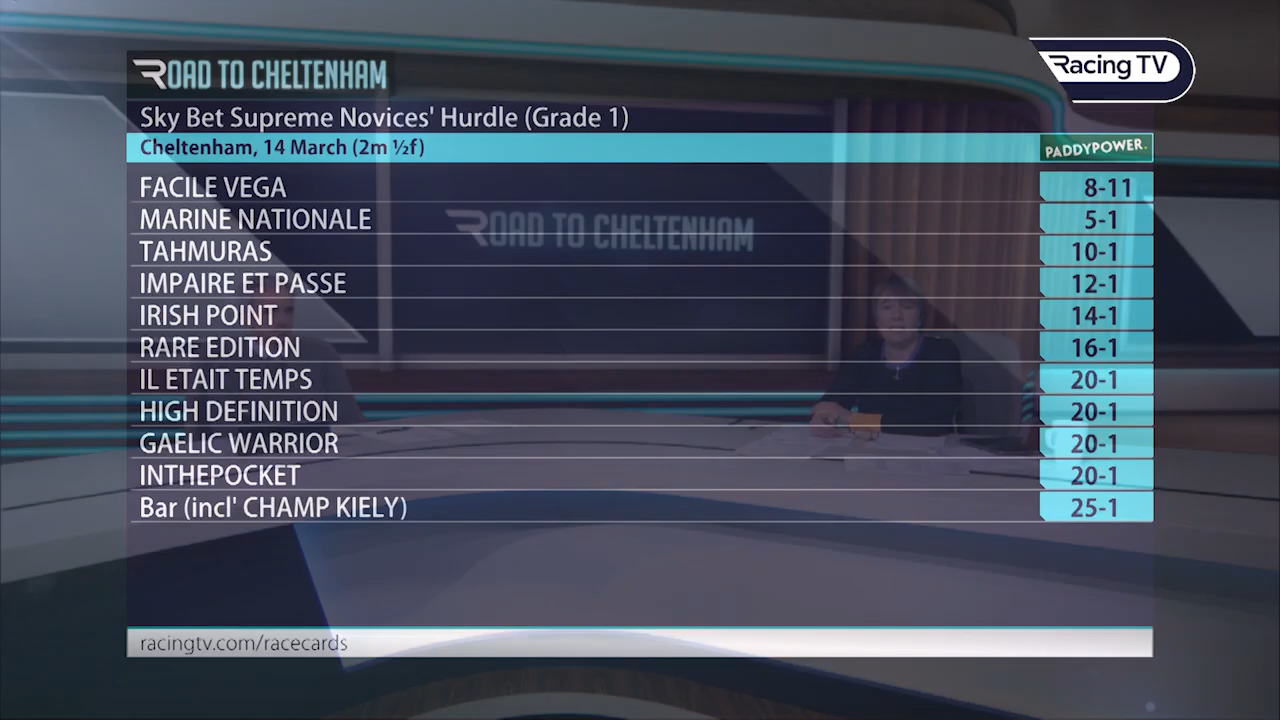 ROAD TO CHELTENHAM
Racing TV
Sky Bet Supreme Novices' Hurdle (Grade 1)
Cheltenham, 14 March (2m ½f)
PADDYPOWER.
FACILE VEGA 8-11
MARINE NATIONALE 5-1
ROAD TO CHELTENHAM
TAHMURAS 10-1
IMPAIRE ET PASSE 12-1
IRISH POINT 14-1
RARE EDITION 16-1
IL ETAIT TEMPS 20-1
HIGH DEFINITION 20-1
GAELIC WARRIOR 20-1
INTHEPOCKET 20-1
Bar (incl' CHAMP KIELY) 25-1
racingtv.com/racecards